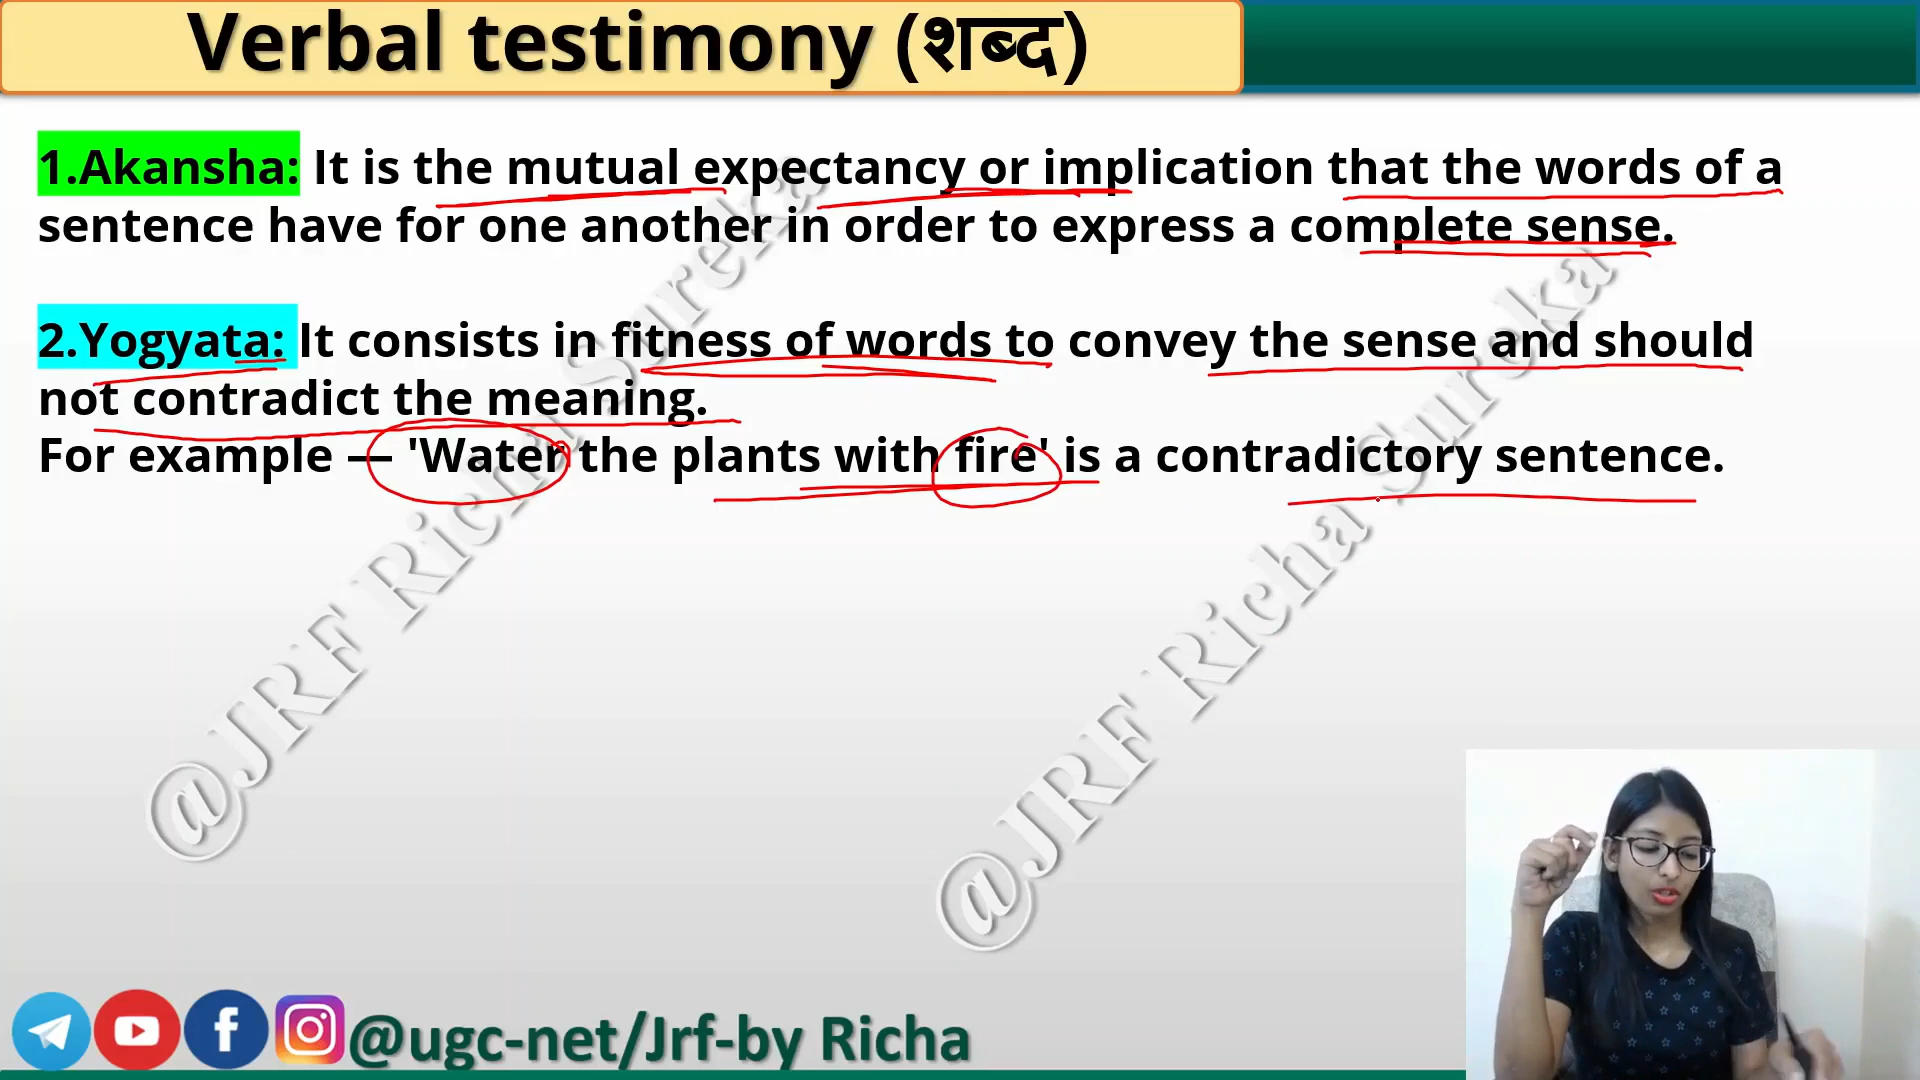 Verbal testimony (शब्द)
1.Akansha: It is the mutual expectancy or implication that the words of a
sentence have for one another in order to express a complete sense.
2.Yogyata: It consists in fitness of words to convey the sense and should
not contradict the meaning.
For example — 'Water the plants with fire' is a contradictory sentence.
@JRF Richa Sureka
@JRF Richa Sureka
@ugc-net/Jrf-by Richa